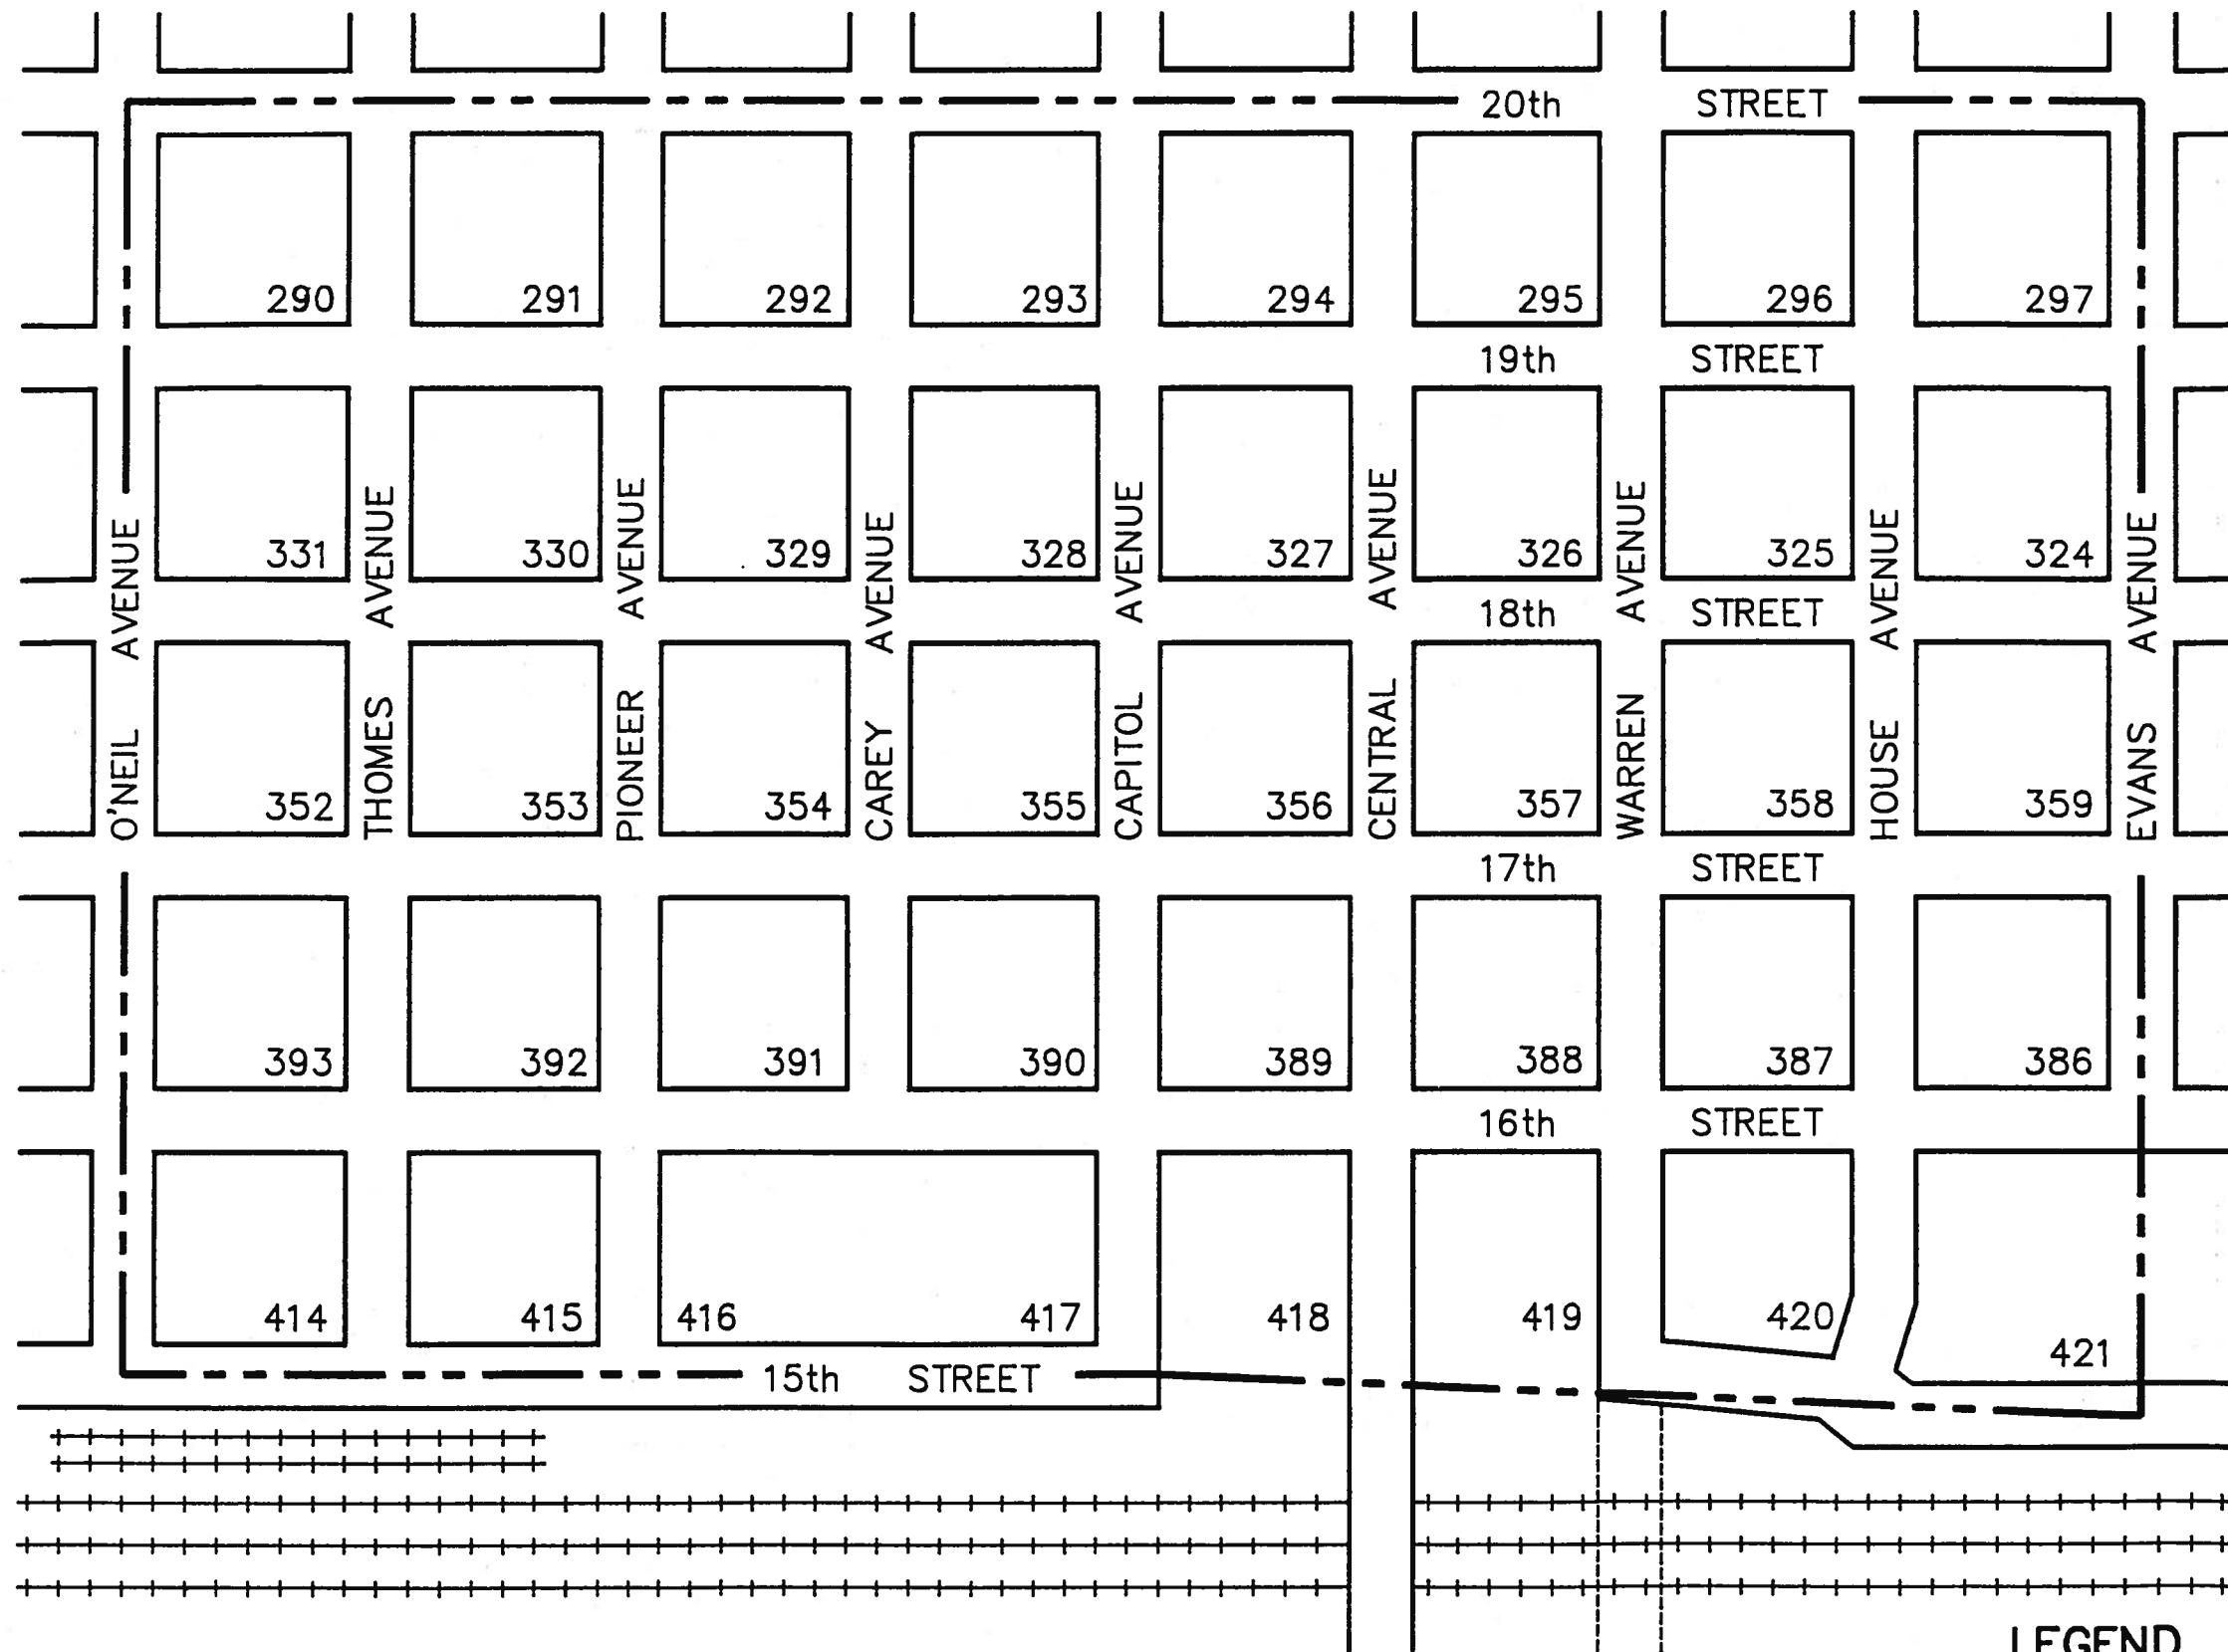 20th STREET
290 291 292 293 294 295 296 297
19th STREET
331 330 329 328 327 326 325 324
18th STREET
O'NEIL AVENUE
THOMES AVENUE
PIONEER AVENUE
CAREY AVENUE
CAPITOL AVENUE
CENTRAL AVENUE
WARREN AVENUE
HOUSE AVENUE
EVANS AVENUE
352 353 354 355 356 357 358 359
17th STREET
393 392 391 390 389 388 387 386
16th STREET
414 415 416 417 418 419 420 421
15th STREET
LEGEND